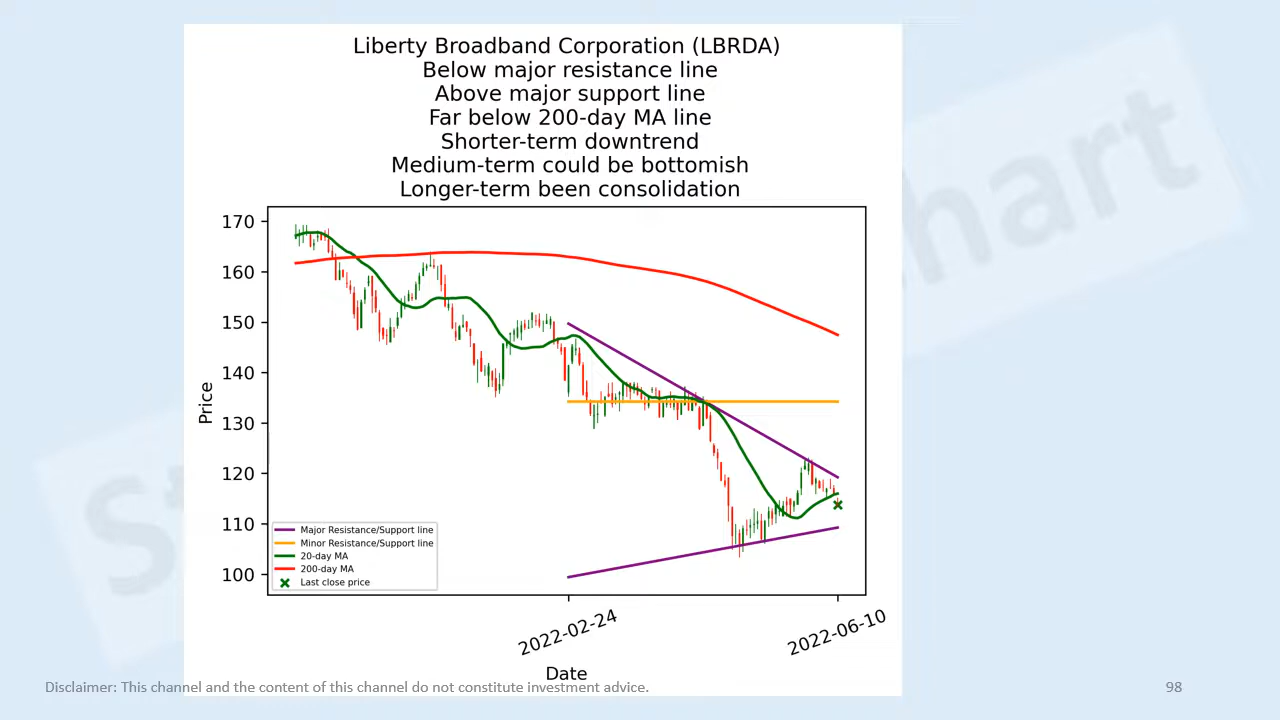 Liberty Broadband Corporation (LBRDA)
Below major resistance line
Above major support line
Far below 200-day MA line
Shorter-term downtrend
Medium-term could be bottomish
Longer-term been consolidation
170
160
150
140
130
120
110
100
Price
Major Resistance/Support line
Minor Resistance/Support line
20-day MA
200-day MA
Last close price
2022-02-24
2022-06-10
Date
Disclaimer: This channel and the content of this channel do not constitute investment advice.
98